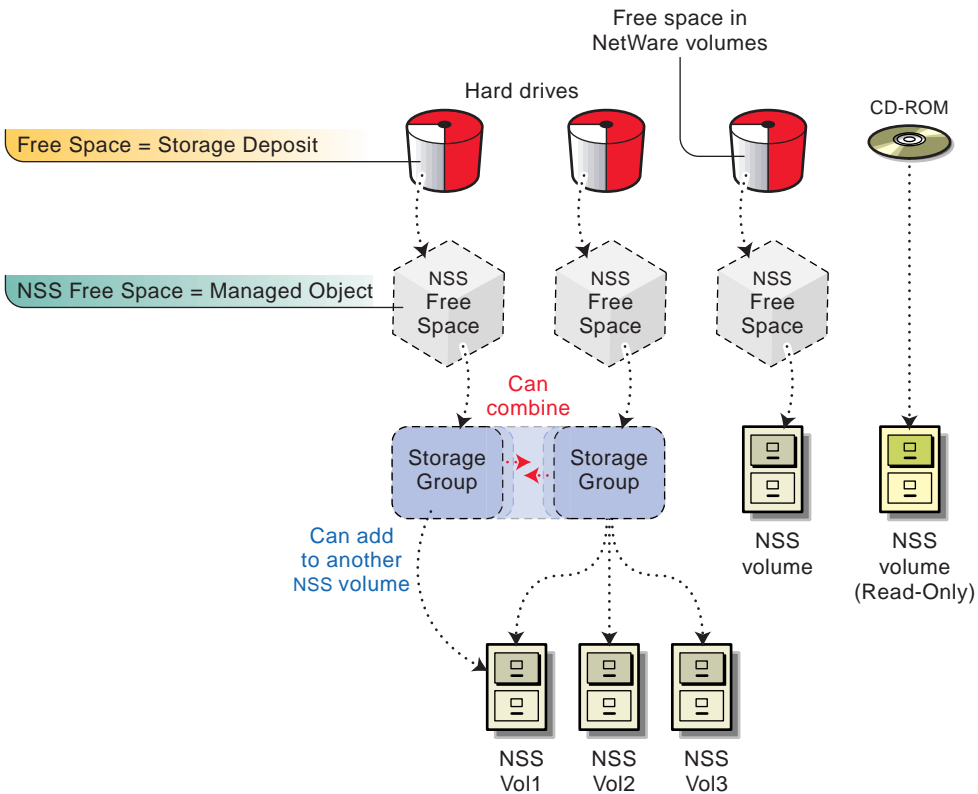 Free space in
NetWare volumes
Hard drives
CD-ROM
Free Space = Storage Deposit
NSS Free Space = Managed Object
NSS
Free
Space
NSS
Free
Space
NSS
Free
Space
Can
combine
Storage
Group
Storage
Group
Can add
to another
NSS volume
NSS
volume
NSS
volume
(Read-Only)
NSS
Vol1
NSS
Vol2
NSS
Vol3